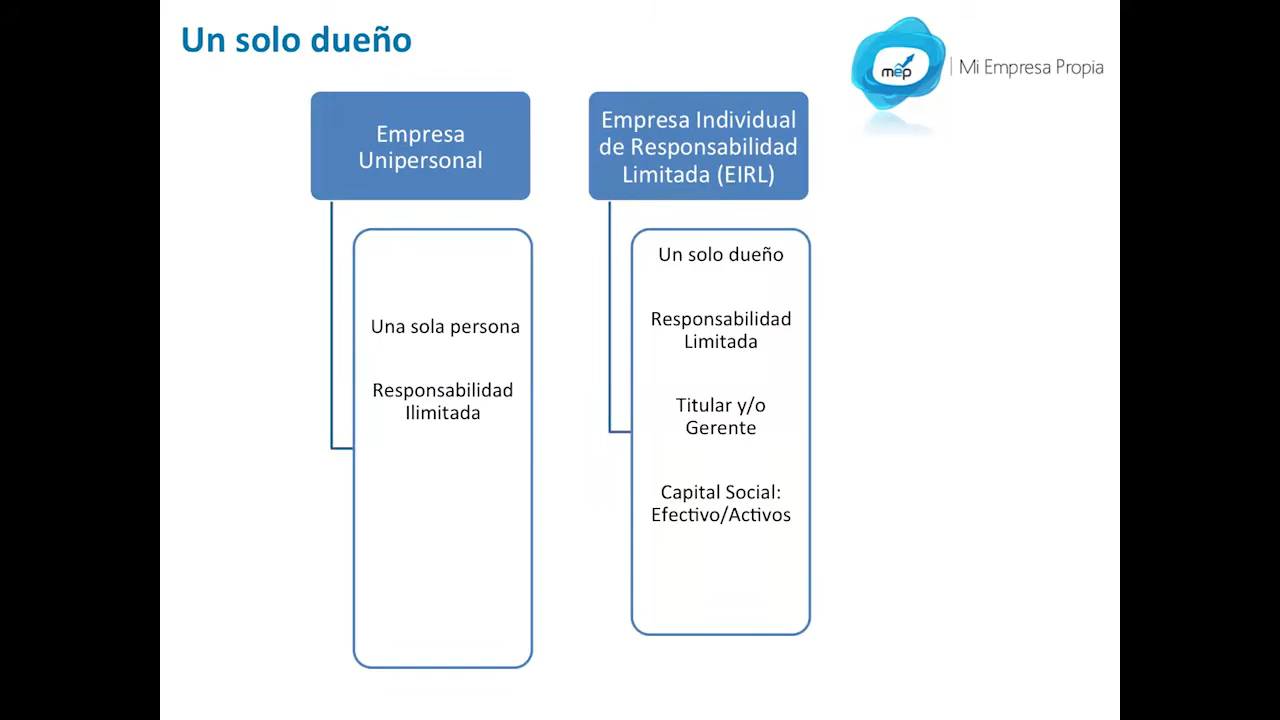 Un solo dueño
mep
| Mi Empresa Propia
Empresa
Unipersonal
Una sola persona
Responsabilidad
Ilimitada
Empresa Individual
de Responsabilidad
Limitada (EIRL)
Un solo dueño
Responsabilidad
Limitada
Titular y/o
Gerente
Capital Social:
Efectivo/Activos